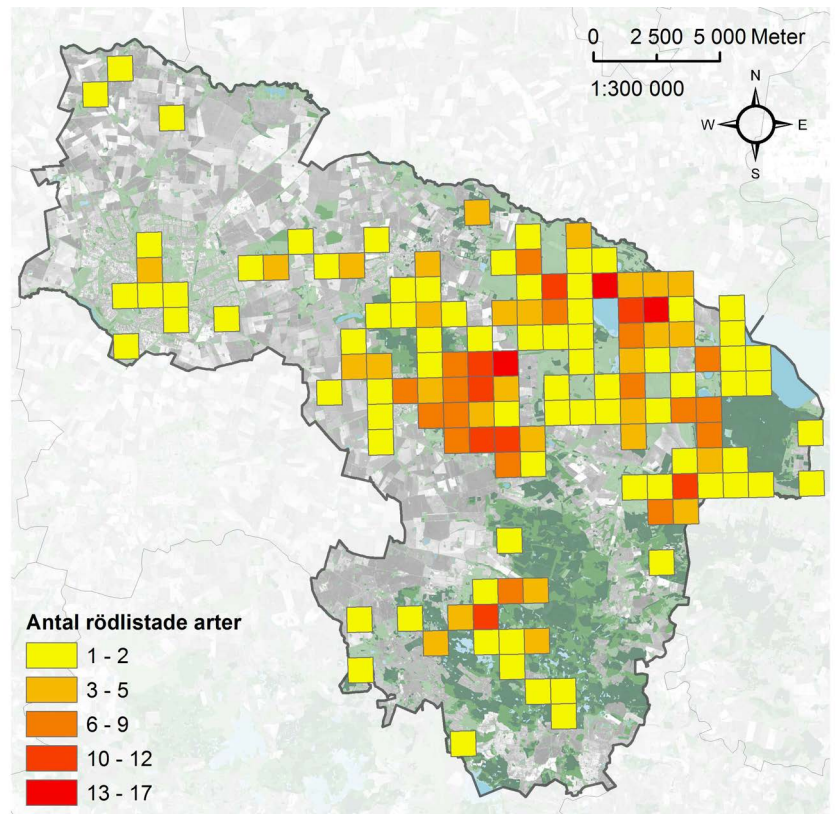 0 2 500 5 000 Meter
1:300 000
N
W E
S
Antal rödlistade arter
1 - 2
3 - 5
6 - 9
10 - 12
13 - 17